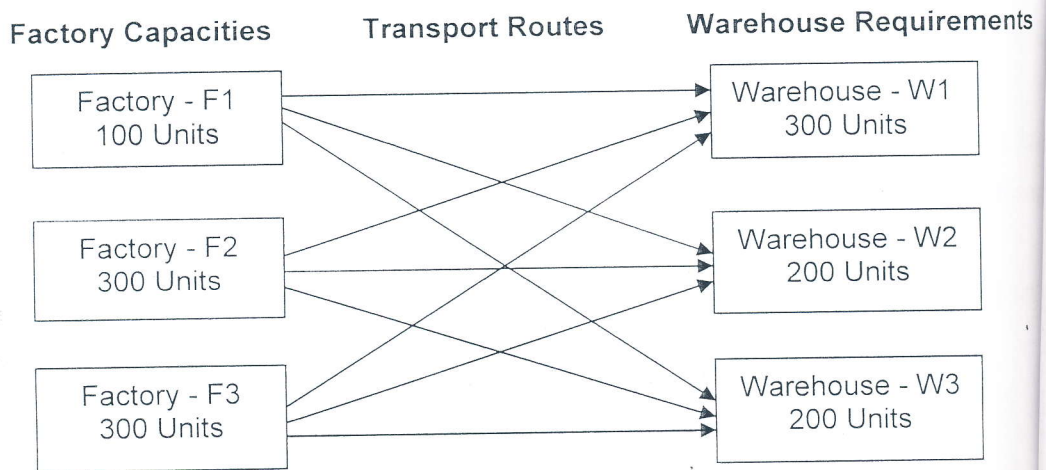 Factory Capacities
Transport Routes
Warehouse Requirements
Factory - F1
100 Units
Warehouse - W1
300 Units
Factory - F2
300 Units
Warehouse - W2
200 Units
Factory - F3
300 Units
Warehouse - W3
200 Units